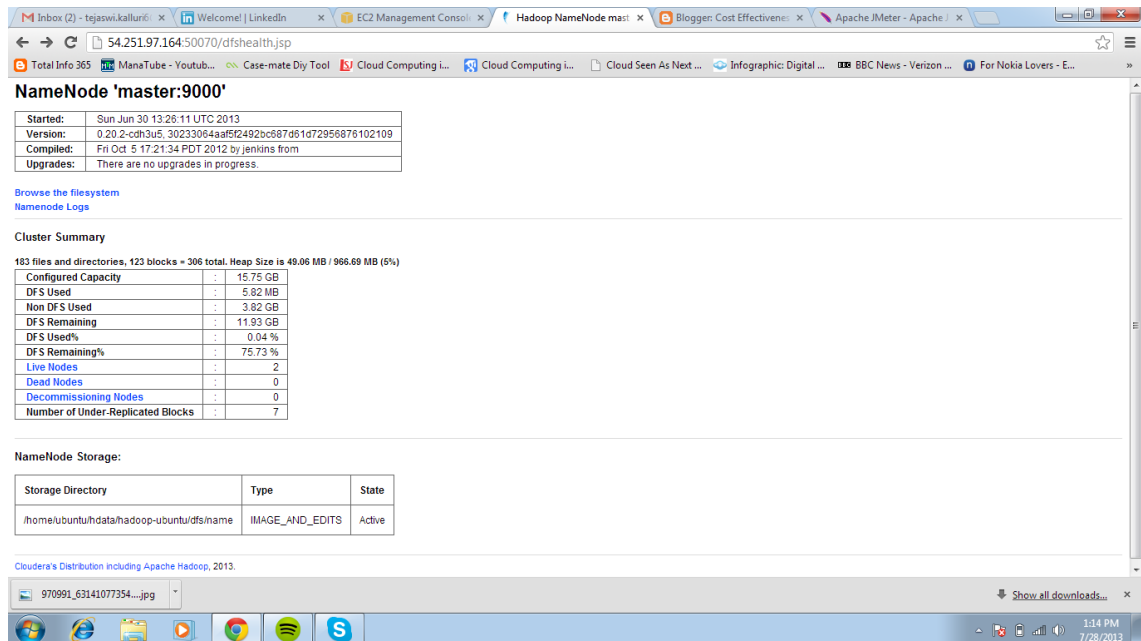 Inbox (2) - tejaswi.kalluri6
Welcome! | LinkedIn
EC2 Management Consol
Hadoop NameNode mast
Blogger: Cost Effectivene
Apache JMeter - Apache J
54.251.97.164:50070/dfshealth.jsp
Total Info 365
ManaTube - Youtub...
Case-mate Diy Tool
Cloud Computing i...
Cloud Computing i...
Cloud Seen As Next ...
Infographic: Digital ...
BBC News - Verizon ...
For Nokia Lovers - E...
»
NameNode 'master:9000'
Started: Sun Jun 30 13:26:11 UTC 2013
Version: 0.20.2-cdh3u5, 30233064aaf5f2492bc687d61d72956876102109
Compiled: Fri Oct 5 17:21:34 PDT 2012 by jenkins from
Upgrades: There are no upgrades in progress.
Browse the filesystem
Namenode Logs
Cluster Summary
183 files and directories, 123 blocks = 306 total. Heap Size is 49.06 MB / 966.69 MB (5%)
Configured Capacity : 15.75 GB
DFS Used : 5.82 MB
Non DFS Used : 3.82 GB
DFS Remaining : 11.93 GB
DFS Used% : 0.04 %
DFS Remaining% : 75.73 %
Live Nodes : 2
Dead Nodes : 0
Decommissioning Nodes : 0
Number of Under-Replicated Blocks : 7
NameNode Storage:
Storage Directory Type State
/home/ubuntu/hdata/hadoop-ubuntu/dfs/name IMAGE_AND_EDITS Active
Cloudera's Distribution including Apache Hadoop, 2013.
970991_63141077354....jpg
Show all downloads...
1:14 PM
7/28/2013